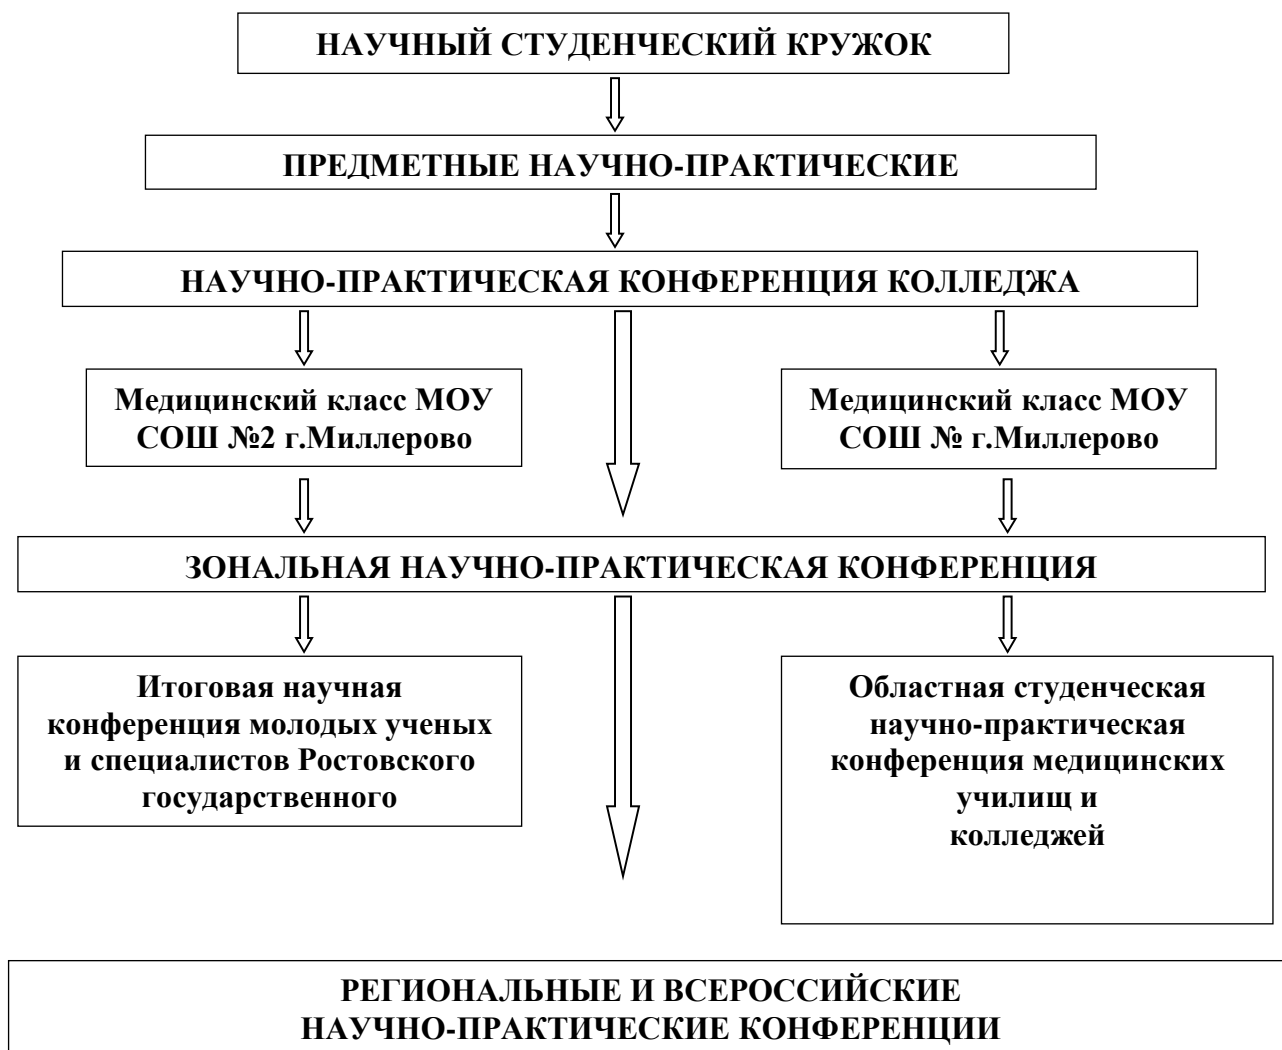 НАУЧНЫЙ СТУДЕНЧЕСКИЙ КРУЖОК
ПРЕДМЕТНЫЕ НАУЧНО-ПРАКТИЧЕСКИЕ
НАУЧНО-ПРАКТИЧЕСКАЯ КОНФЕРЕНЦИЯ КОЛЛЕДЖА
Медицинский класс МОУ
СОШ №2 г.Миллерово
Медицинский класс МОУ
СОШ № г.Миллерово
ЗОНАЛЬНАЯ НАУЧНО-ПРАКТИЧЕСКАЯ КОНФЕРЕНЦИЯ
Итоговая научная
конференция молодых ученых
и специалистов Ростовского
государственного
Областная студенческая
научно-практическая
конференция медицинских
училищ и
колледжей
РЕГИОНАЛЬНЫЕ И ВСЕРОССИЙСКИЕ
НАУЧНО-ПРАКТИЧЕСКИЕ КОНФЕРЕНЦИИ